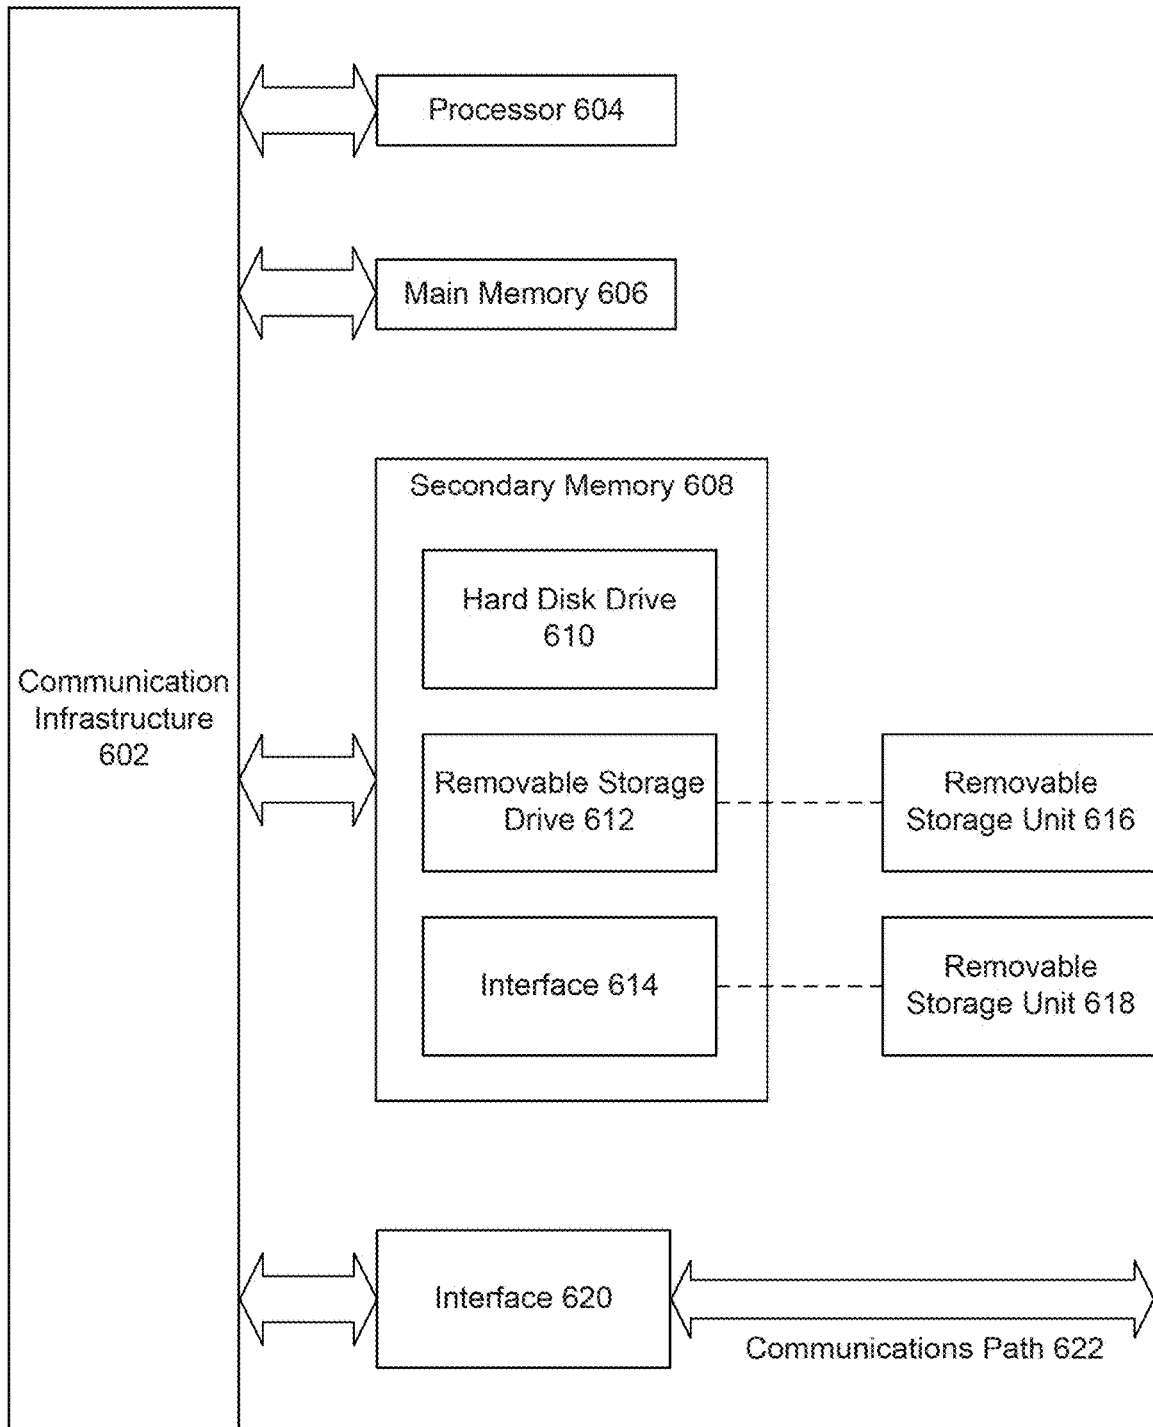 Processor 604
Main Memory 606
Secondary Memory 608
Hard Disk Drive
610
Communication
Infrastructure
602
Removable Storage
Drive 612
Removable
Storage Unit 616
Interface 614
Removable
Storage Unit 618
Interface 620
Communications Path 622